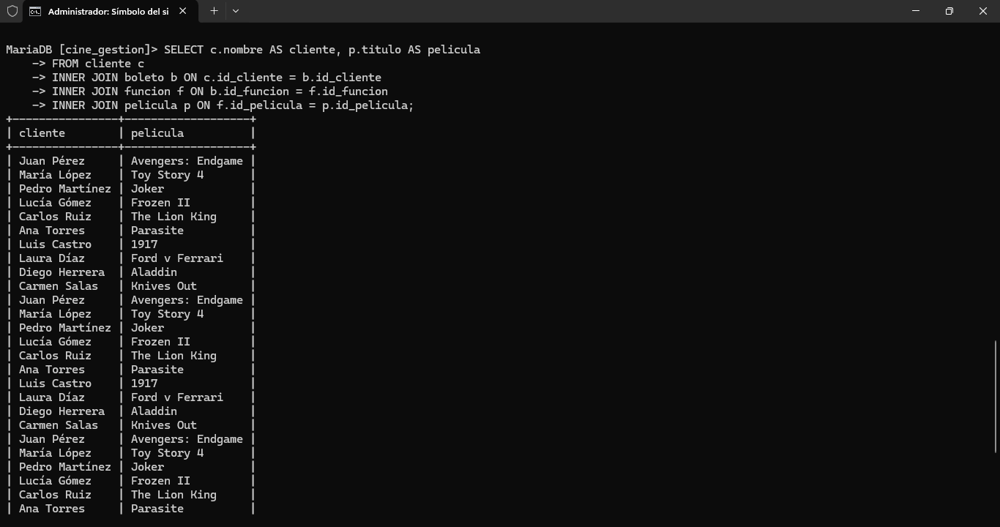 Administrador: Símbolo del si
MariaDB [cine_gestion]> SELECT c.nombre AS cliente, p.titulo AS pelicula
    -> FROM cliente c
    -> INNER JOIN boleto b ON c.id_cliente = b.id_cliente
    -> INNER JOIN funcion f ON b.id_funcion = f.id_funcion
    -> INNER JOIN pelicula p ON f.id_pelicula = p.id_pelicula;
+----------------+-------------------+
| cliente        | pelicula          |
+----------------+-------------------+
| Juan Pérez     | Avengers: Endgame |
| María López    | Toy Story 4       |
| Pedro Martínez | Joker             |
| Lucía Gómez    | Frozen II         |
| Carlos Ruiz    | The Lion King     |
| Ana Torres     | Parasite          |
| Luis Castro    | 1917              |
| Laura Díaz     | Ford v Ferrari    |
| Diego Herrera  | Aladdin           |
| Carmen Salas   | Knives Out        |
| Juan Pérez     | Avengers: Endgame |
| María López    | Toy Story 4       |
| Pedro Martínez | Joker             |
| Lucía Gómez    | Frozen II         |
| Carlos Ruiz    | The Lion King     |
| Ana Torres     | Parasite          |
| Luis Castro    | 1917              |
| Laura Díaz     | Ford v Ferrari    |
| Diego Herrera  | Aladdin           |
| Carmen Salas   | Knives Out        |
| Juan Pérez     | Avengers: Endgame |
| María López    | Toy Story 4       |
| Pedro Martínez | Joker             |
| Lucía Gómez    | Frozen II         |
| Carlos Ruiz    | The Lion King     |
| Ana Torres     | Parasite          |